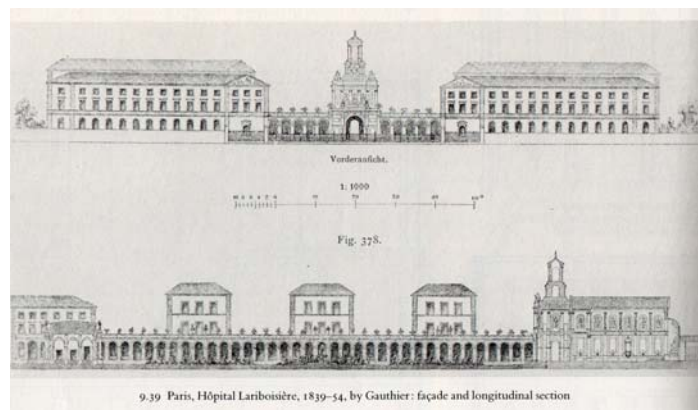 Vorderansicht.
1: 1000
Fig. 378.
9.39 Paris, Hôpital Lariboisière, 1839–54, by Gauthier: façade and longitudinal section